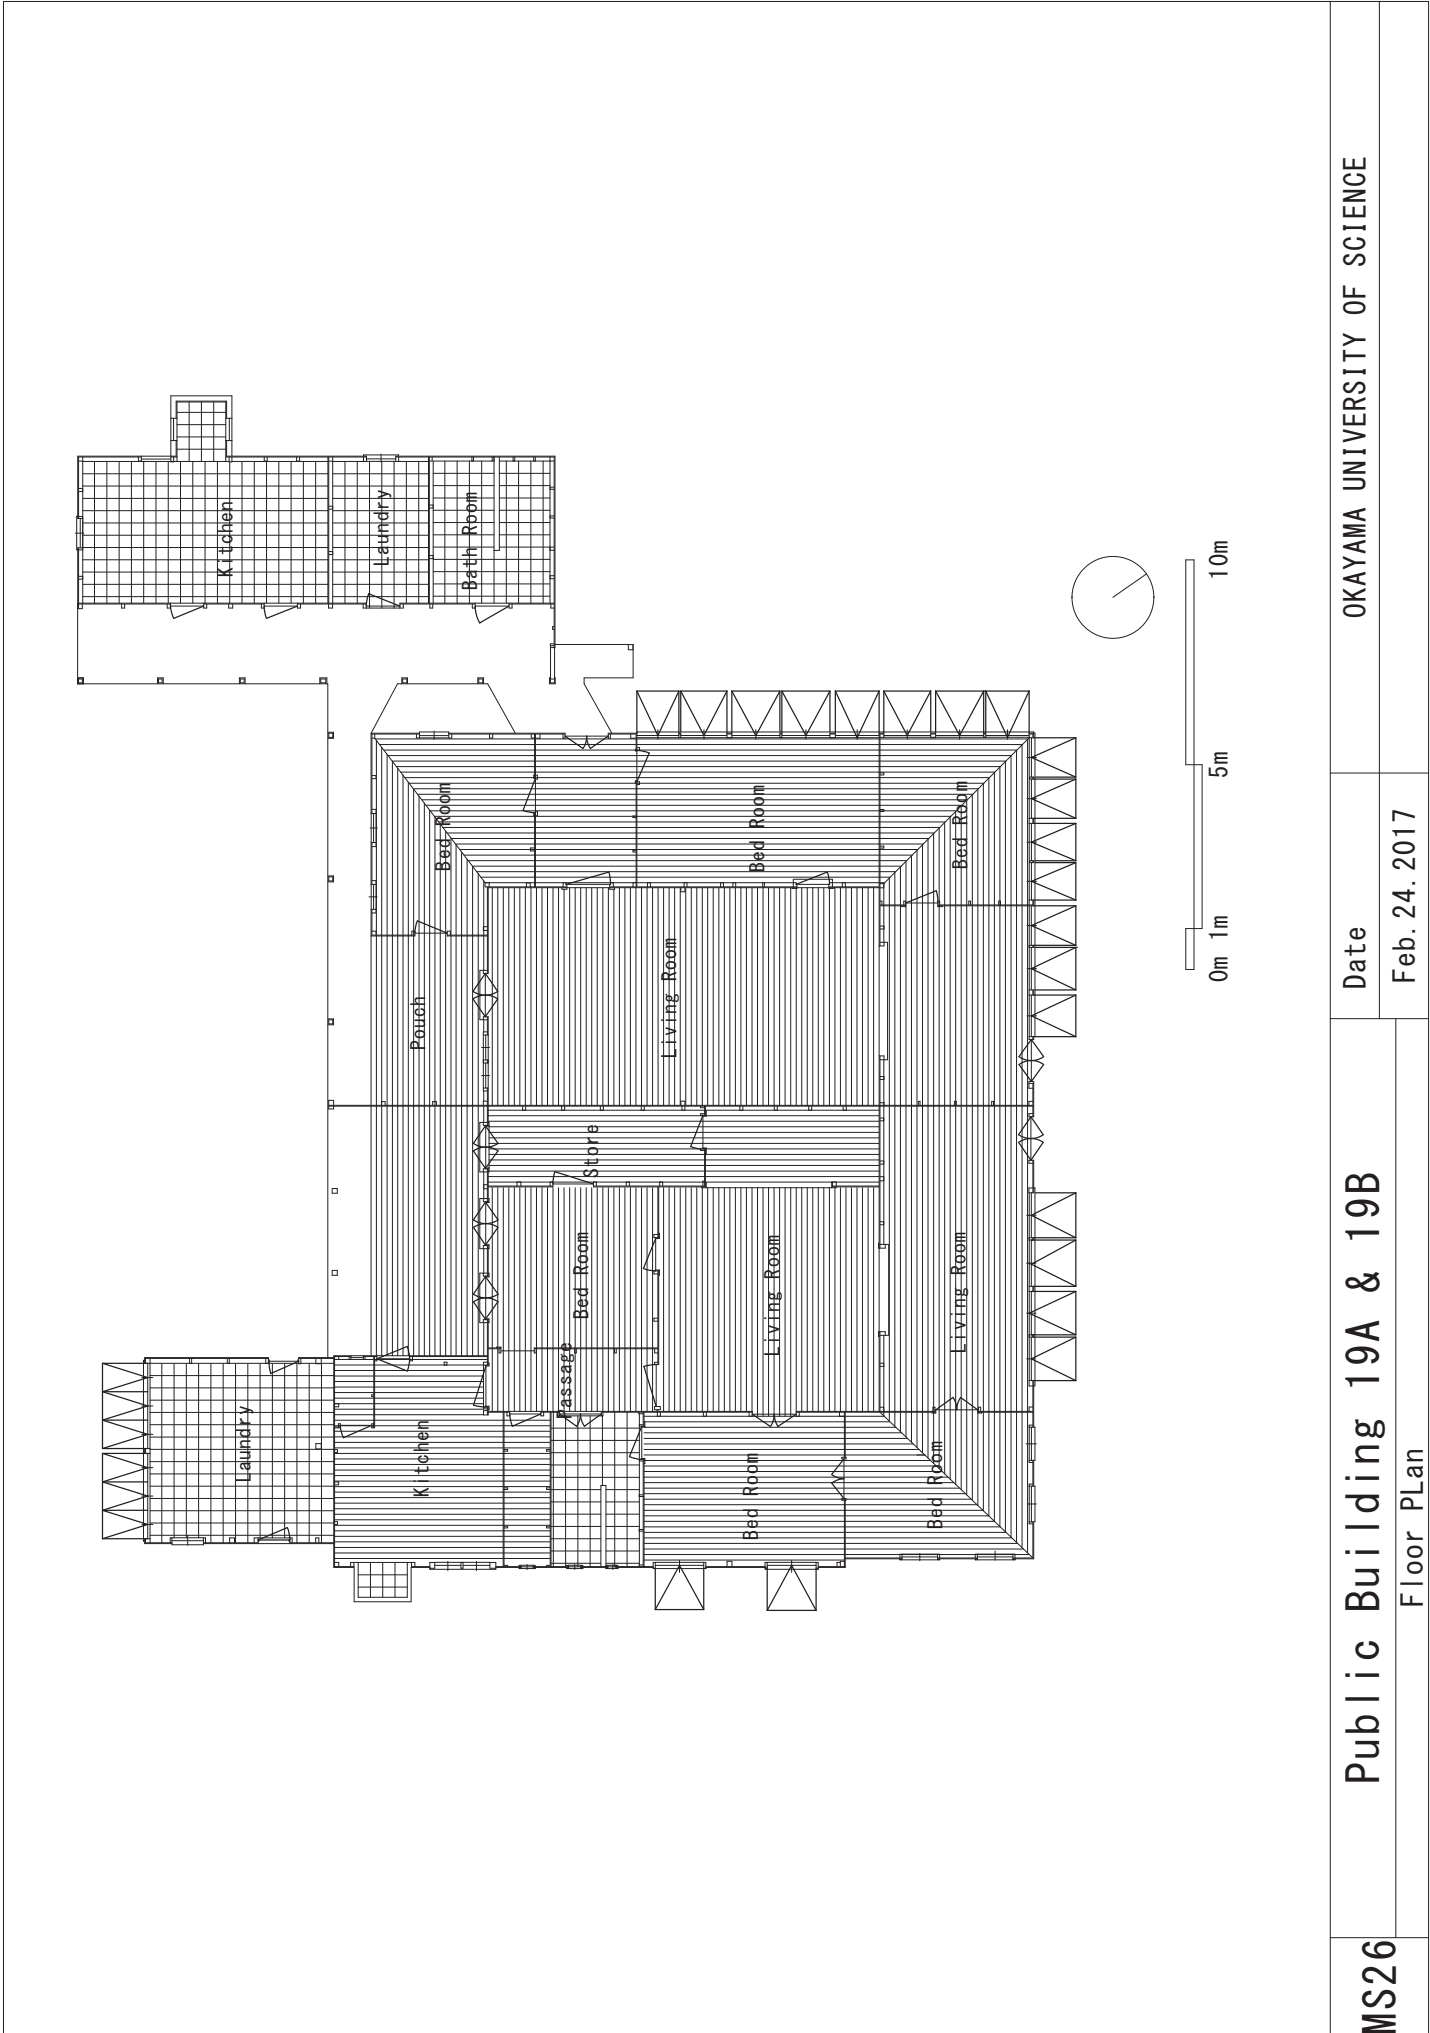 Kitchen
Laundry
Bath Room
Bed Room
Bed Room
Bed Room
Pouch
Living Room
Store
Bed Room
Living Room
Living Room
Passage
Laundry
Kitchen
Bed Room
Bed Room
0m 1m 5m 10m
MS26
Public Building 19A & 19B
Floor PLan
Date
Feb. 24. 2017
OKAYAMA UNIVERSITY OF SCIENCE